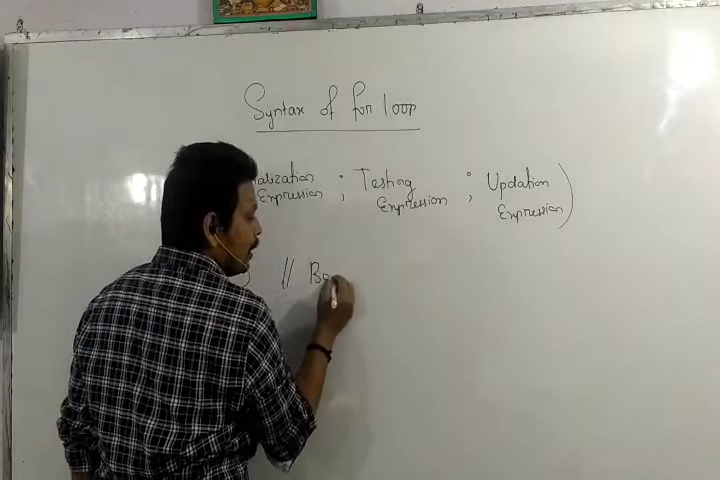 Syntax of for loop
alization ; Testing ; Updation )
Expression Expression Expression
// Bo